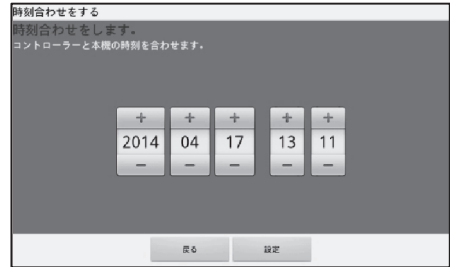 時刻合わせをする
時刻合わせをします。
コントローラーと本機の時刻を合わせます。
+ + + + +
2014 04 17 13 11
− − − − −
戻る 設定